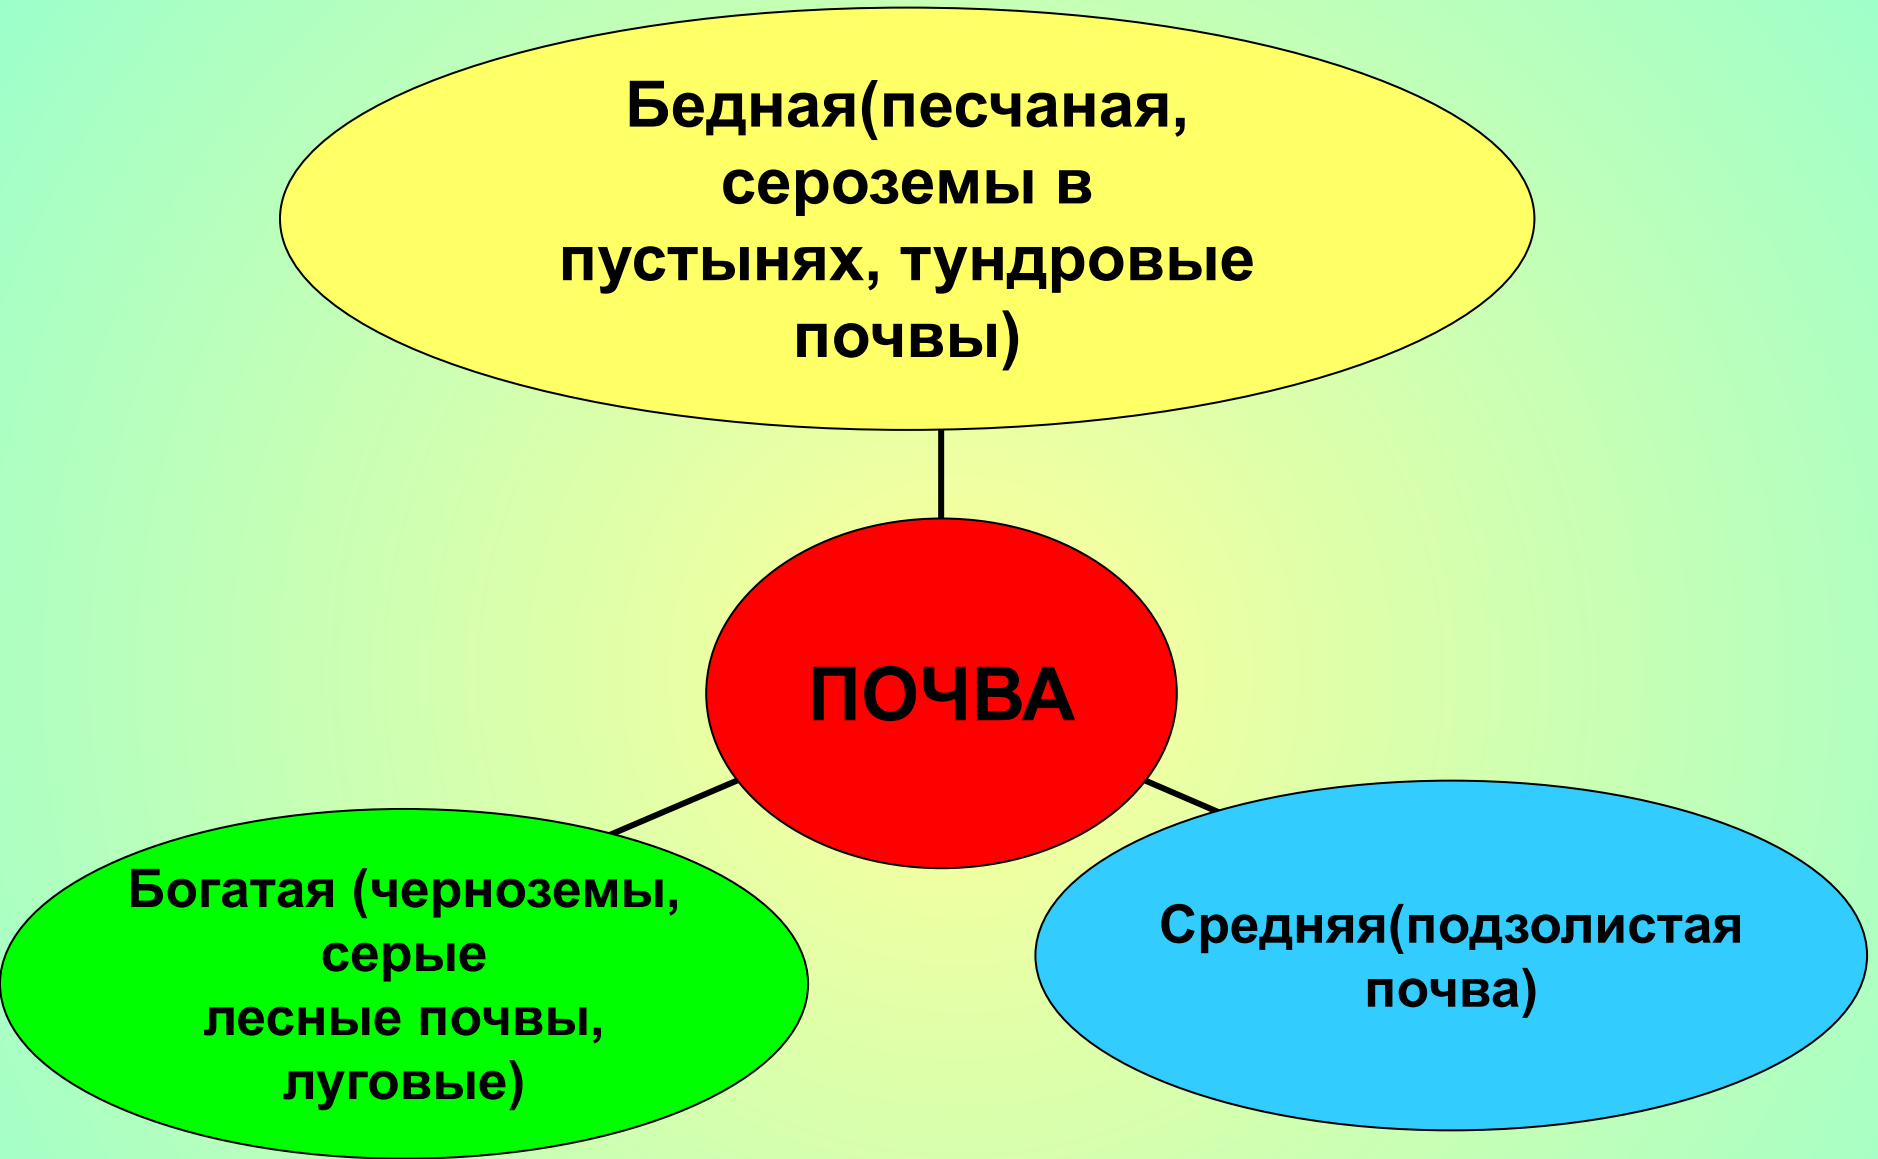 Бедная(песчаная,
сероземы в
пустынях, тундровые
почвы)
ПОЧВА
Богатая (черноземы,
серые
лесные почвы,
луговые)
Средняя(подзолистая
почва)